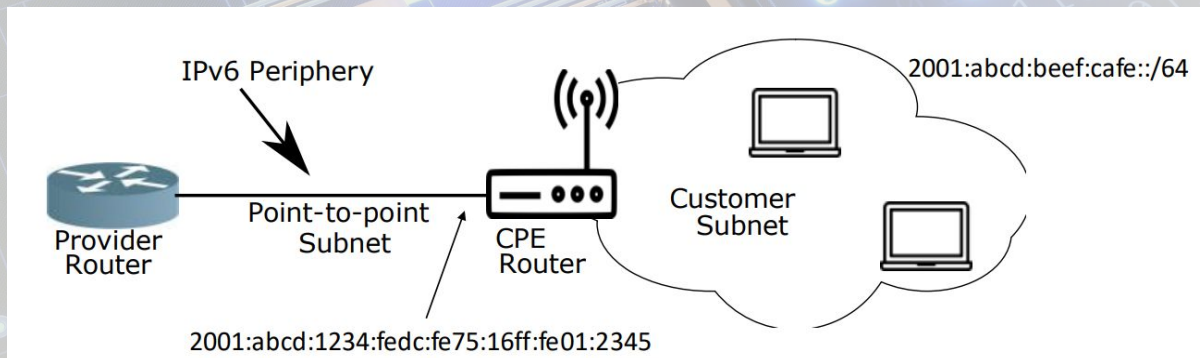 IPv6 Periphery
2001:abcd:beef:cafe::/64
Point-to-point
Subnet
Provider
Router
CPE
Router
Customer
Subnet
2001:abcd:1234:fedc:fe75:16ff:fe01:2345